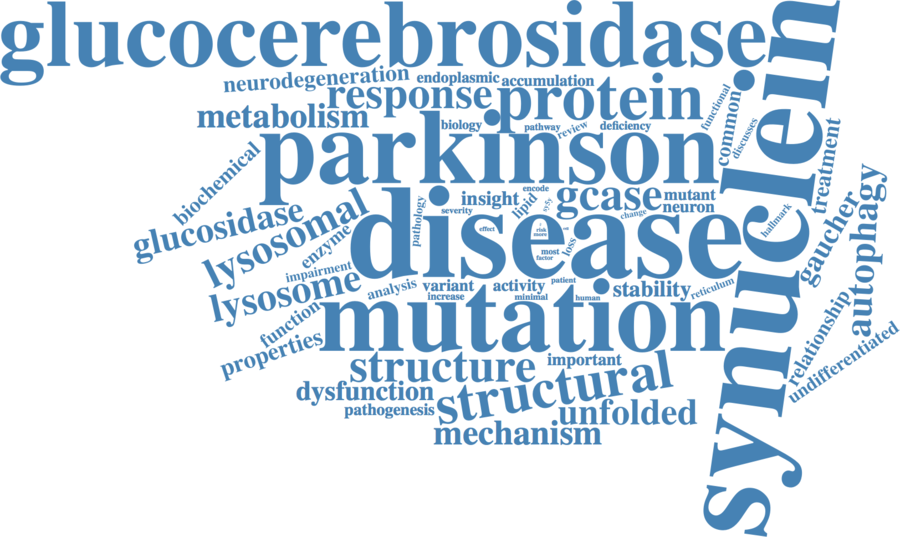 glucocerebrosidase
synuclein
neurodegeneration
endoplasmic
accumulation
response
protein
metabolism
biology
pathway
review
deficiency
functional
common
discusses
parkinson
biochemical
treatment
glucosidase
lysosomal
pathology
insight
severity
lipid
encode
sy5y
gcase
change
mutant
neuron
hallmark
gaucher
autophagy
disease
effect
risk
more
most
factor
loss
enzyme
impairment
lysosome
analysis
variant
increase
activity
minimal
patient
human
stability
reticulum
function
mutation
properties
relationship
undifferentiated
structure
important
dysfunction
structural
pathogenesis
unfolded
mechanism